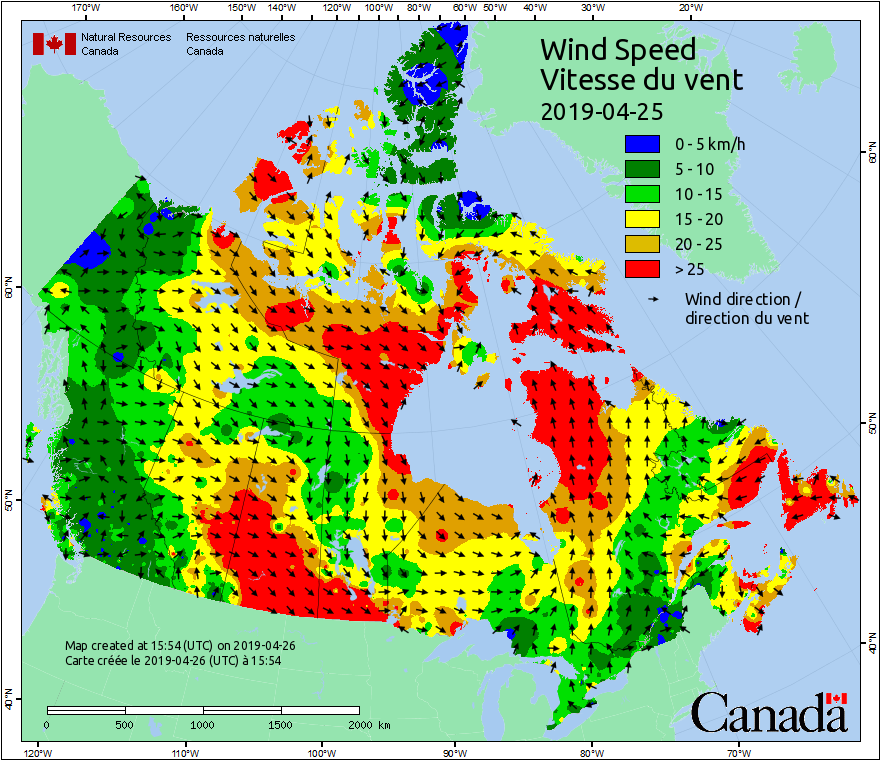 170°W 160°W 150°W 140°W 130°W 120°W 110°W 100°W 80°W 60°W 50°W 40°W 30°W 20°W
Natural Resources Canada
Ressources naturelles Canada
Wind Speed
Vitesse du vent
2019-04-25
0 - 5 km/h
5 - 10
10 - 15
15 - 20
20 - 25
> 25
Wind direction /
direction du vent
60°N
50°N
40°N
60°N
50°N
40°N
Map created at 15:54 (UTC) on 2019-04-26
Carte créée le 2019-04-26 (UTC) à 15:54
0 500 1000 1500 2000 km
Canada
120°W 110°W 100°W 90°W 80°W 70°W